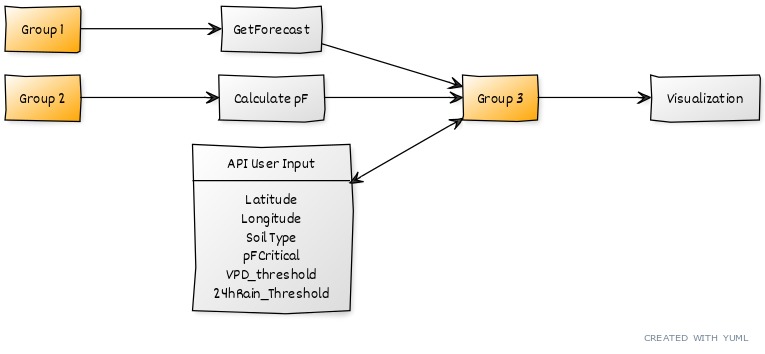 Group 1
GetForecast
Group 2
Calculate pF
Group 3
Visualization
API User Input
Latitude
Longitude
Soil Type
pFCritical
VPD_threshold
24hRain_Threshold
CREATED WITH YUML